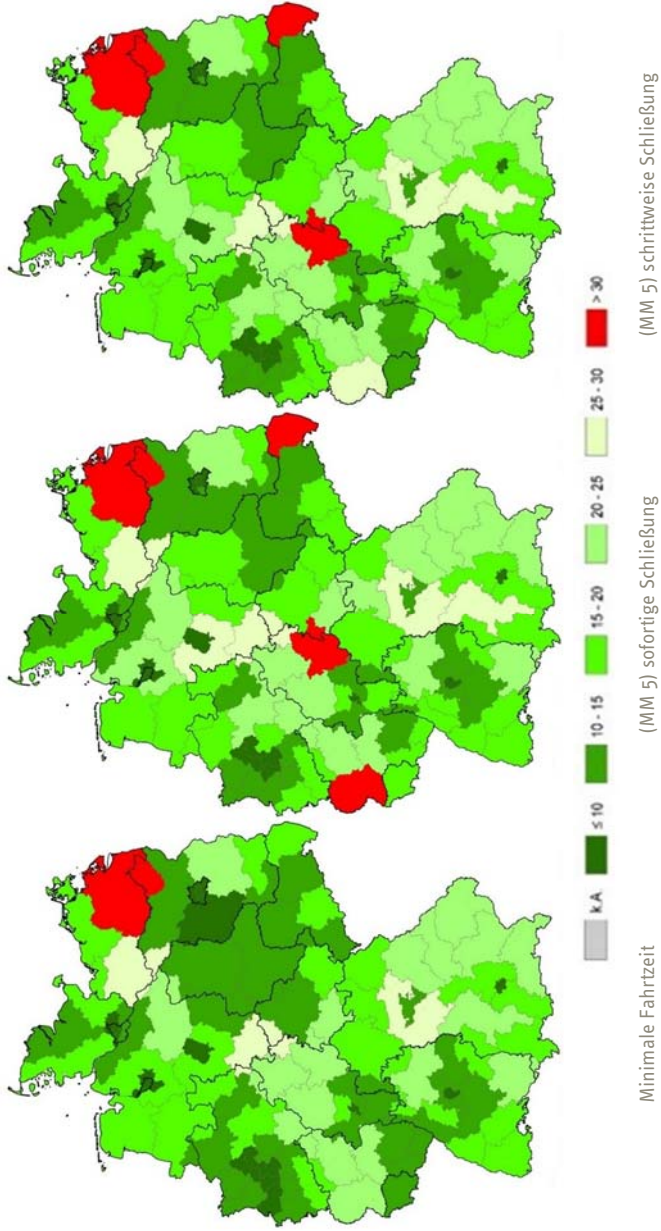 k.A.
≤ 10
10 - 15
15 - 20
20 - 25
25 - 30
> 30
Minimale Fahrtzeit
(MM 5) sofortige Schließung
(MM 5) schrittweise Schließung